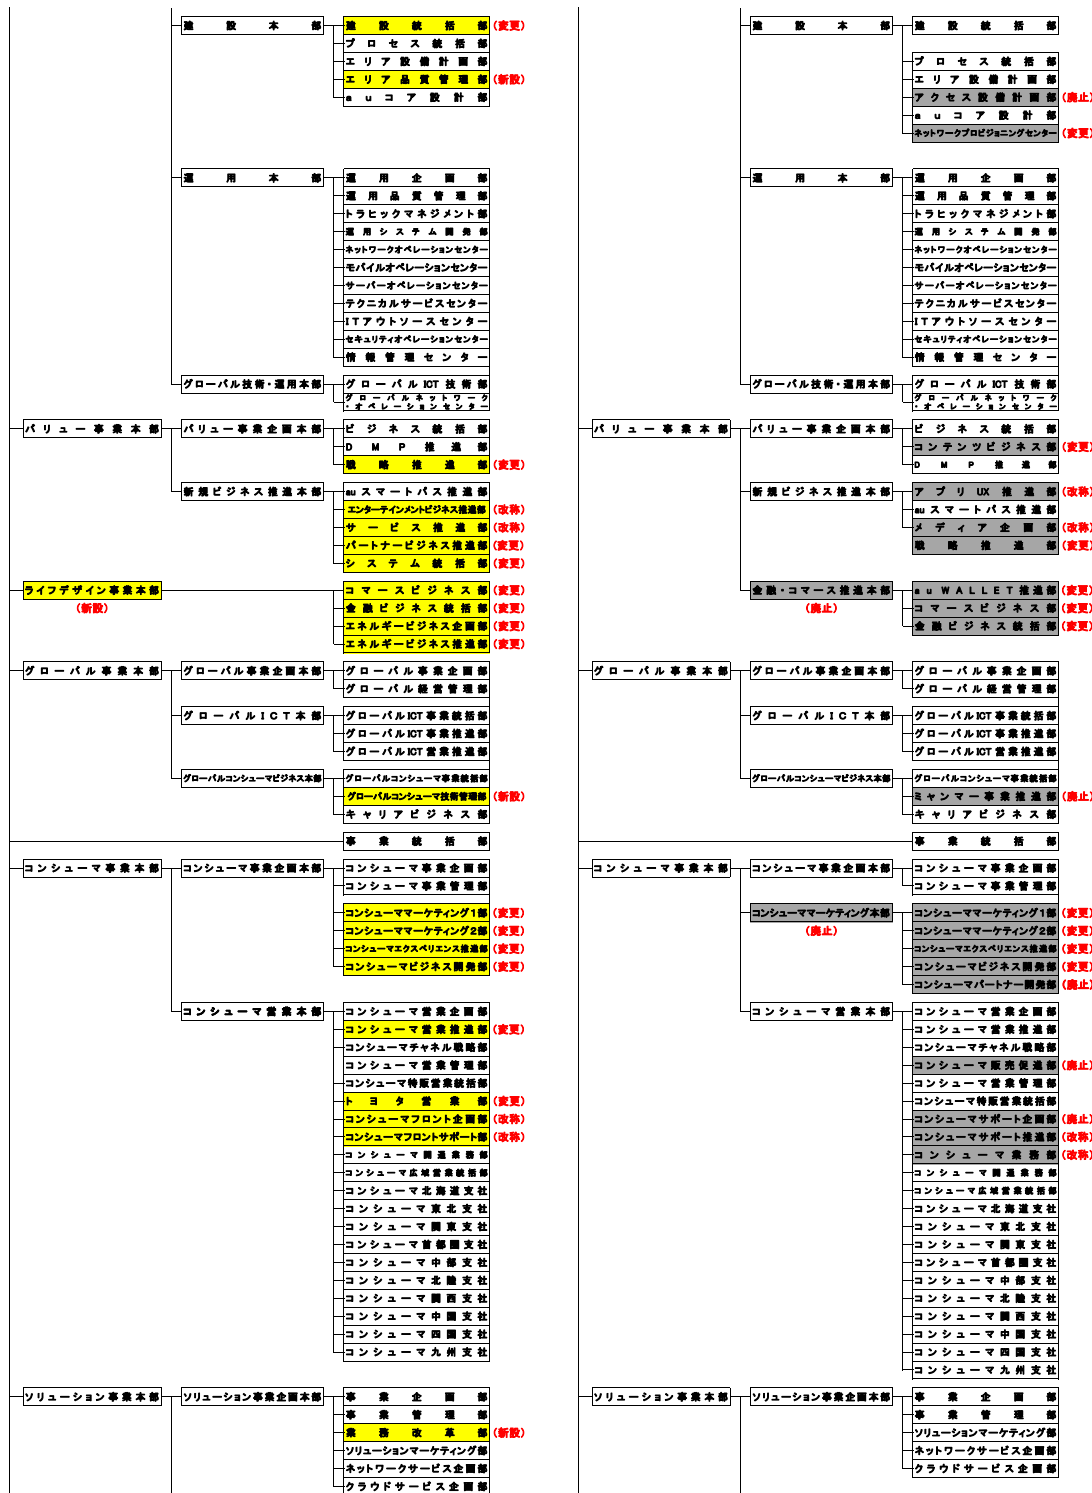 建設本部
建設統括部 (変更)
プロセス統括部
エリア設備計画部
エリア品質管理部 (新設)
auコア設計部
運用本部
運用企画部
運用品質管理部
トラヒックマネジメント部
運用システム開発部
ネットワークオペレーションセンター
モバイルオペレーションセンター
サーバーオペレーションセンター
テクニカルサービスセンター
ITアウトソースセンター
セキュリティオペレーションセンター
情報管理センター
グローバル技術・運用本部
グローバルICT技術部
グローバルネットワーク
・オペレーションセンター
バリュー事業本部
バリュー事業企画本部
ビジネス統括部
DMP推進部
戦略推進部 (変更)
新規ビジネス推進本部
auスマートパス推進部
エンターテインメントビジネス推進部 (改称)
サービス推進部 (改称)
パートナービジネス推進部 (変更)
システム統括部 (変更)
ライフデザイン事業本部
(新設)
コマースビジネス部 (変更)
金融ビジネス統括部 (変更)
エネルギービジネス企画部 (変更)
エネルギービジネス推進部 (変更)
グローバル事業本部
グローバル事業企画本部
グローバル事業企画部
グローバル経営管理部
グローバルICT本部
グローバルICT事業統括部
グローバルICT事業推進部
グローバルICT営業推進部
グローバルコンシューマビジネス本部
グローバルコンシューマ事業統括部
グローバルコンシューマ技術管理部 (新設)
キャリアビジネス部
事業統括部
コンシューマ事業本部
コンシューマ事業企画本部
コンシューマ事業企画部
コンシューマ事業管理部
コンシューママーケティング1部 (変更)
コンシューママーケティング2部 (変更)
コンシューマエクスペリエンス推進部 (変更)
コンシューマビジネス開発部 (変更)
コンシューマ営業本部
コンシューマ営業企画部
コンシューマ営業推進部 (変更)
コンシューマチャネル戦略部
コンシューマ営業管理部
コンシューマ特販営業統括部
トヨタ営業部 (変更)
コンシューマフロント企画部 (改称)
コンシューマフロントサポート部 (改称)
コンシューマ開通業務部
コンシューマ広域営業統括部
コンシューマ北海道支社
コンシューマ東北支社
コンシューマ関東支社
コンシューマ首都圏支社
コンシューマ中部支社
コンシューマ北陸支社
コンシューマ関西支社
コンシューマ中国支社
コンシューマ四国支社
コンシューマ九州支社
ソリューション事業本部
ソリューション事業企画本部
事業企画部
事業管理部
業務改革部 (新設)
ソリューションマーケティング部
ネットワークサービス企画部
クラウドサービス企画部
建設本部
建設統括部
プロセス統括部
エリア設備計画部
アクセス設備計画部 (廃止)
auコア設計部
ネットワークプロビジョニングセンター (変更)
運用本部
運用企画部
運用品質管理部
トラヒックマネジメント部
運用システム開発部
ネットワークオペレーションセンター
モバイルオペレーションセンター
サーバーオペレーションセンター
テクニカルサービスセンター
ITアウトソースセンター
セキュリティオペレーションセンター
情報管理センター
グローバル技術・運用本部
グローバルICT技術部
グローバルネットワーク
・オペレーションセンター
バリュー事業本部
バリュー事業企画本部
ビジネス統括部
コンテンツビジネス部 (変更)
DMP推進部
新規ビジネス推進本部
アプリUX推進部 (改称)
auスマートパス推進部
メディア企画部 (改称)
戦略推進部 (変更)
金融・コマース推進本部
(廃止)
auWALLET推進部 (変更)
コマースビジネス部 (変更)
金融ビジネス統括部 (変更)
グローバル事業本部
グローバル事業企画本部
グローバル事業企画部
グローバル経営管理部
グローバルICT本部
グローバルICT事業統括部
グローバルICT事業推進部
グローバルICT営業推進部
グローバルコンシューマビジネス本部
グローバルコンシューマ事業統括部
ミャンマー事業推進部 (廃止)
キャリアビジネス部
事業統括部
コンシューマ事業本部
コンシューマ事業企画本部
コンシューマ事業企画部
コンシューマ事業管理部
コンシューママーケティング本部
(廃止)
コンシューママーケティング1部 (変更)
コンシューママーケティング2部 (変更)
コンシューマエクスペリエンス推進部 (変更)
コンシューマビジネス開発部 (変更)
コンシューマパートナー開発部 (廃止)
コンシューマ営業本部
コンシューマ営業企画部
コンシューマ営業推進部
コンシューマチャネル戦略部
コンシューマ販売促進部 (廃止)
コンシューマ営業管理部
コンシューマ特販営業統括部
コンシューマサポート企画部 (廃止)
コンシューマサポート推進部 (改称)
コンシューマ業務部 (改称)
コンシューマ開通業務部
コンシューマ広域営業統括部
コンシューマ北海道支社
コンシューマ東北支社
コンシューマ関東支社
コンシューマ首都圏支社
コンシューマ中部支社
コンシューマ北陸支社
コンシューマ関西支社
コンシューマ中国支社
コンシューマ四国支社
コンシューマ九州支社
ソリューション事業本部
ソリューション事業企画本部
事業企画部
事業管理部
ソリューションマーケティング部
ネットワークサービス企画部
クラウドサービス企画部